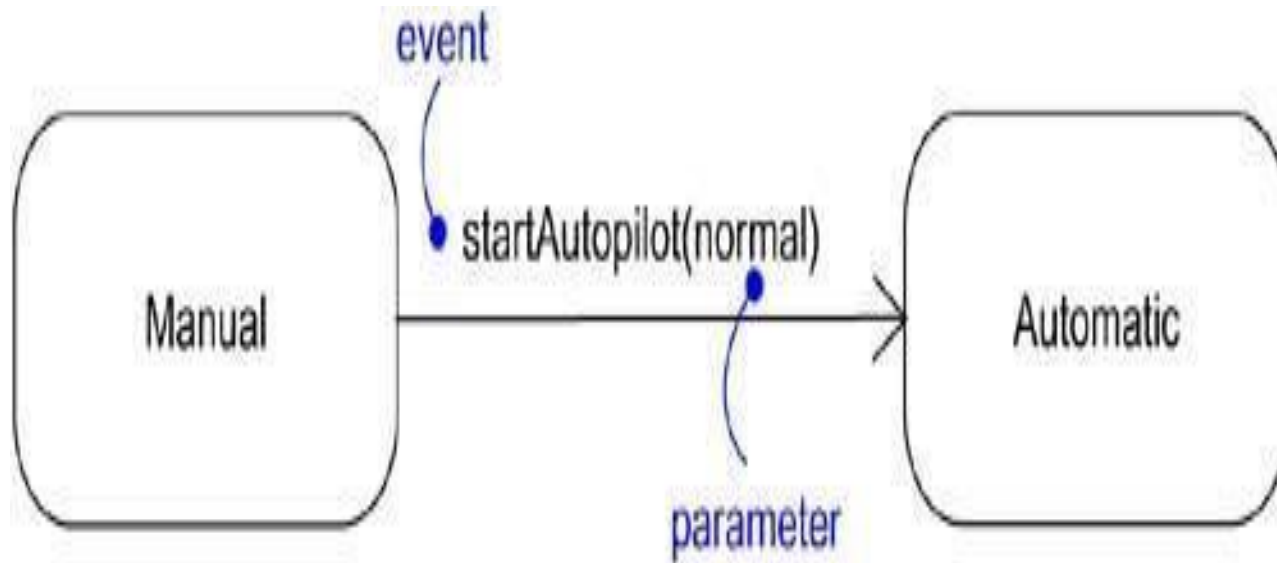 event
startAutopilot(normal)
Manual
Automatic
parameter